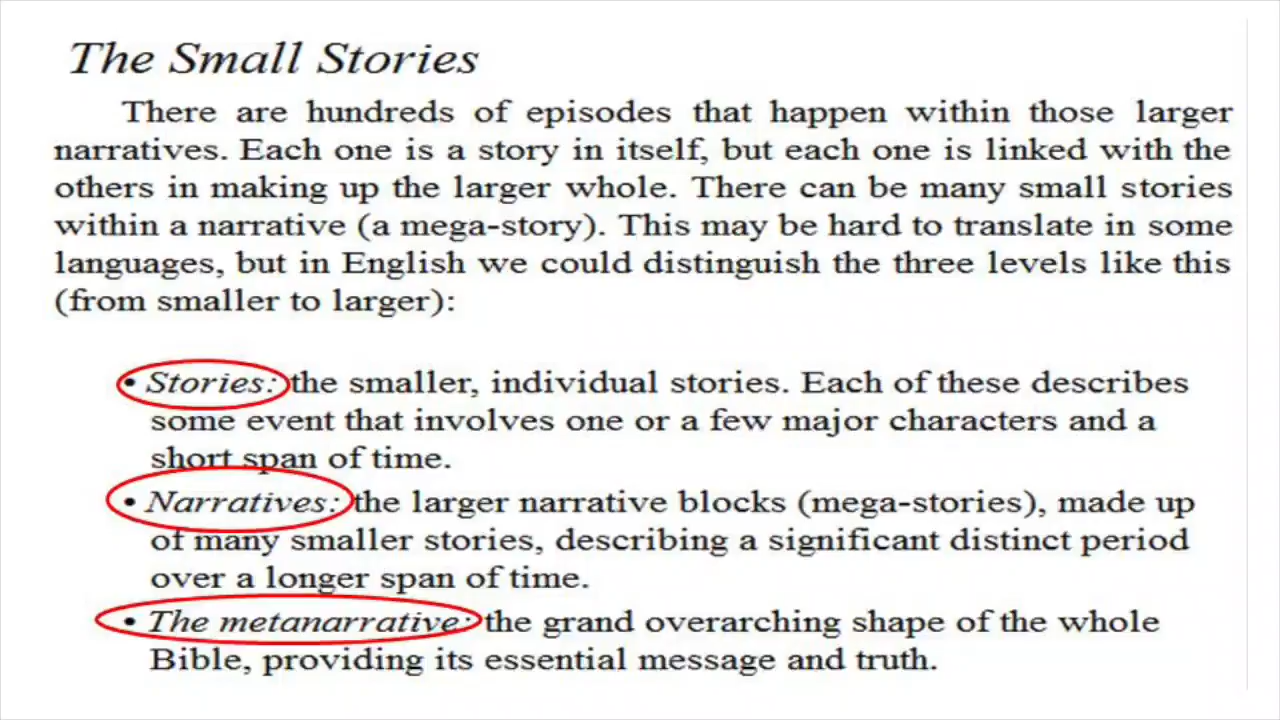 The Small Stories
There are hundreds of episodes that happen within those larger
narratives. Each one is a story in itself, but each one is linked with the
others in making up the larger whole. There can be many small stories
within a narrative (a mega-story). This may be hard to translate in some
languages, but in English we could distinguish the three levels like this
(from smaller to larger):
• Stories: the smaller, individual stories. Each of these describes
some event that involves one or a few major characters and a
short span of time.
• Narratives: the larger narrative blocks (mega-stories), made up
of many smaller stories, describing a significant distinct period
over a longer span of time.
• The metanarrative: the grand overarching shape of the whole
Bible, providing its essential message and truth.